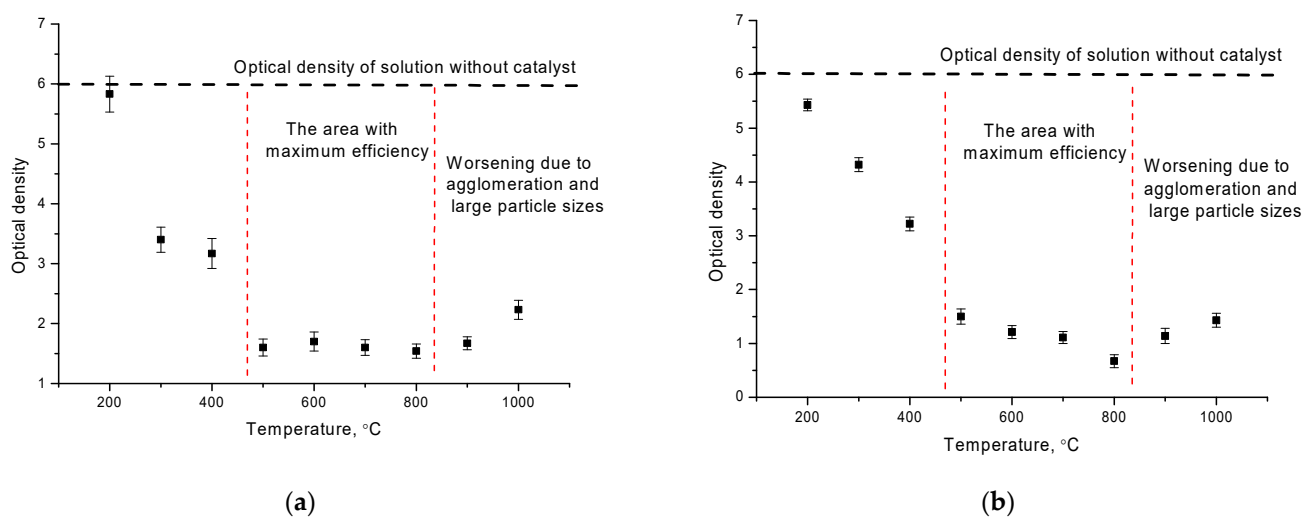 7
6
5
4
3
2
1
Optical density
Optical density of solution without catalyst
The area with
maximum efficiency
Worsening due to
agglomeration and
large particle sizes
200
400
600
800
1000
Temperature, °C
(a)
7
6
5
4
3
2
1
0
Optical density
Optical density of solution without catalyst
The area with
maximum efficiency
Worsening due to
agglomeration and
large particle sizes
200
400
600
800
1000
Temperature, °C
(b)